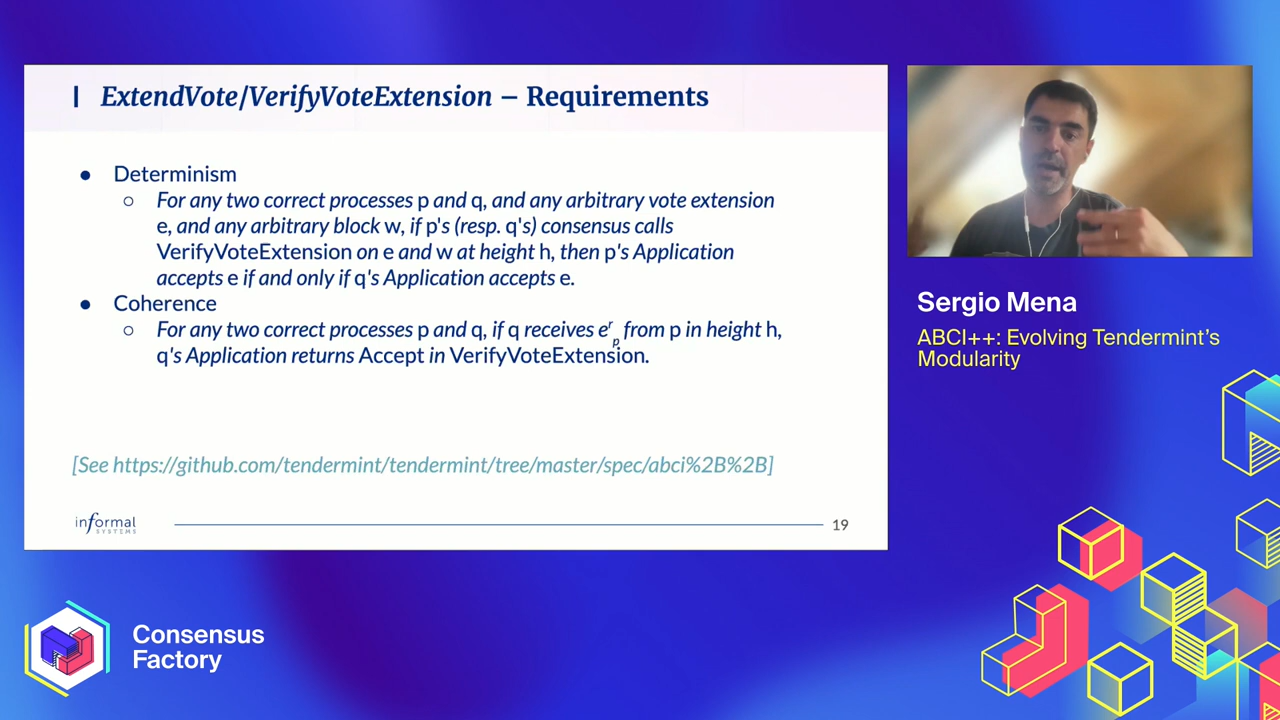 ExtendVote/VerifyVoteExtension – Requirements
● Determinism
○ For any two correct processes p and q, and any arbitrary vote extension
e, and any arbitrary block w, if p's (resp. q's) consensus calls
VerifyVoteExtension on e and w at height h, then p's Application
accepts e if and only if q's Application accepts e.
● Coherence
○ For any two correct processes p and q, if q receives e^r_p from p in height h,
q's Application returns Accept in VerifyVoteExtension.
[See https://github.com/tendermint/tendermint/tree/master/spec/abci%2B%2B]
informal
SYSTEMS
19
Sergio Mena
ABCI++: Evolving Tendermint's
Modularity
Consensus
Factory